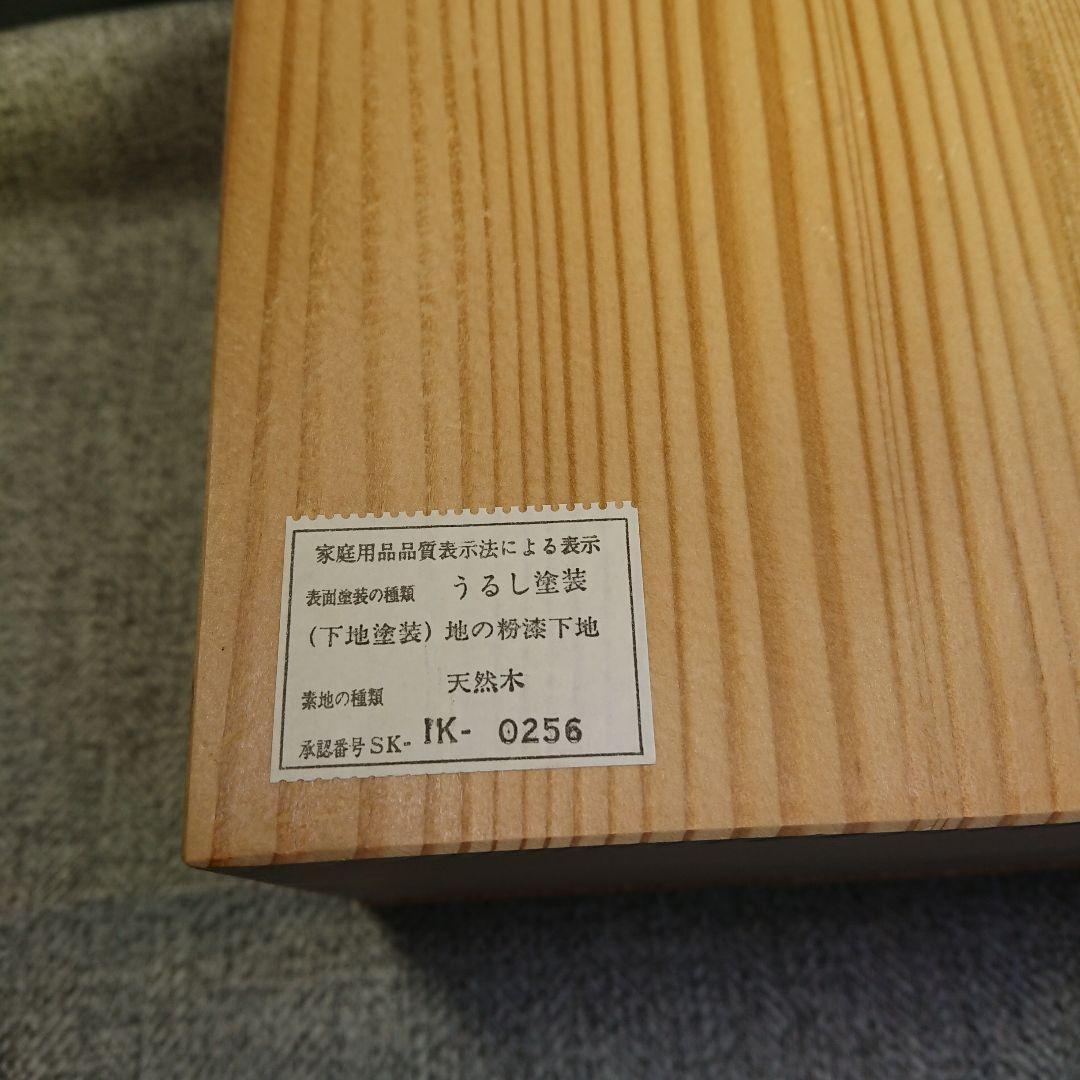 家庭用品品質表示法による表示
表面塗装の種類 うるし塗装
(下地塗装) 地の粉漆下地
素地の種類 天然木
承認番号SK- IK- 0256